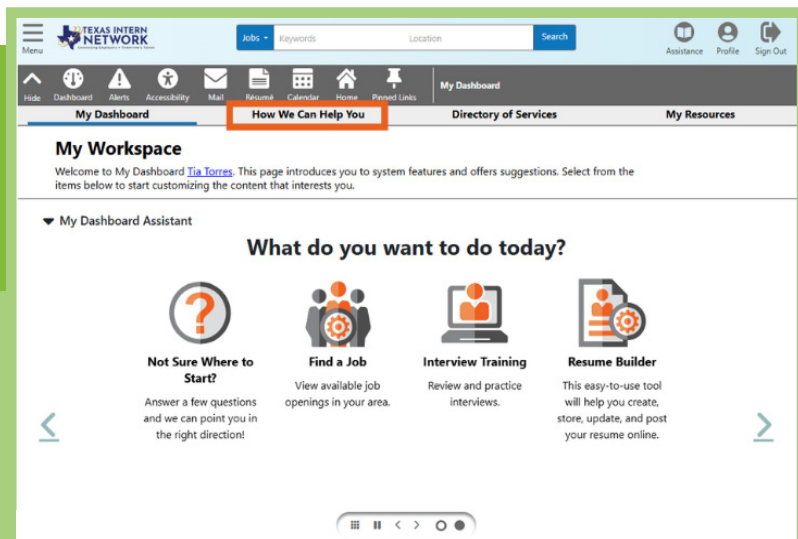 Menu
TEXAS INTERN
NETWORK
Jobs
Keywords
Location
Search
Assistance
Profile
Sign Out
Hide
Dashboard
Alerts
Accessibility
Mail
Résumé
Calendar
Home
Pinned Links
My Dashboard
My Dashboard
How We Can Help You
Directory of Services
My Resources
My Workspace
Welcome to My Dashboard Tia Torres. This page introduces you to system features and offers suggestions. Select from the
items below to start customizing the content that interests you.
My Dashboard Assistant
What do you want to do today?
Not Sure Where to
Start?
Answer a few questions
and we can point you in
the right direction!
Find a Job
View available job
openings in your area.
Interview Training
Review and practice
interviews.
Resume Builder
This easy-to-use tool
will help you create,
store, update, and post
your resume online.